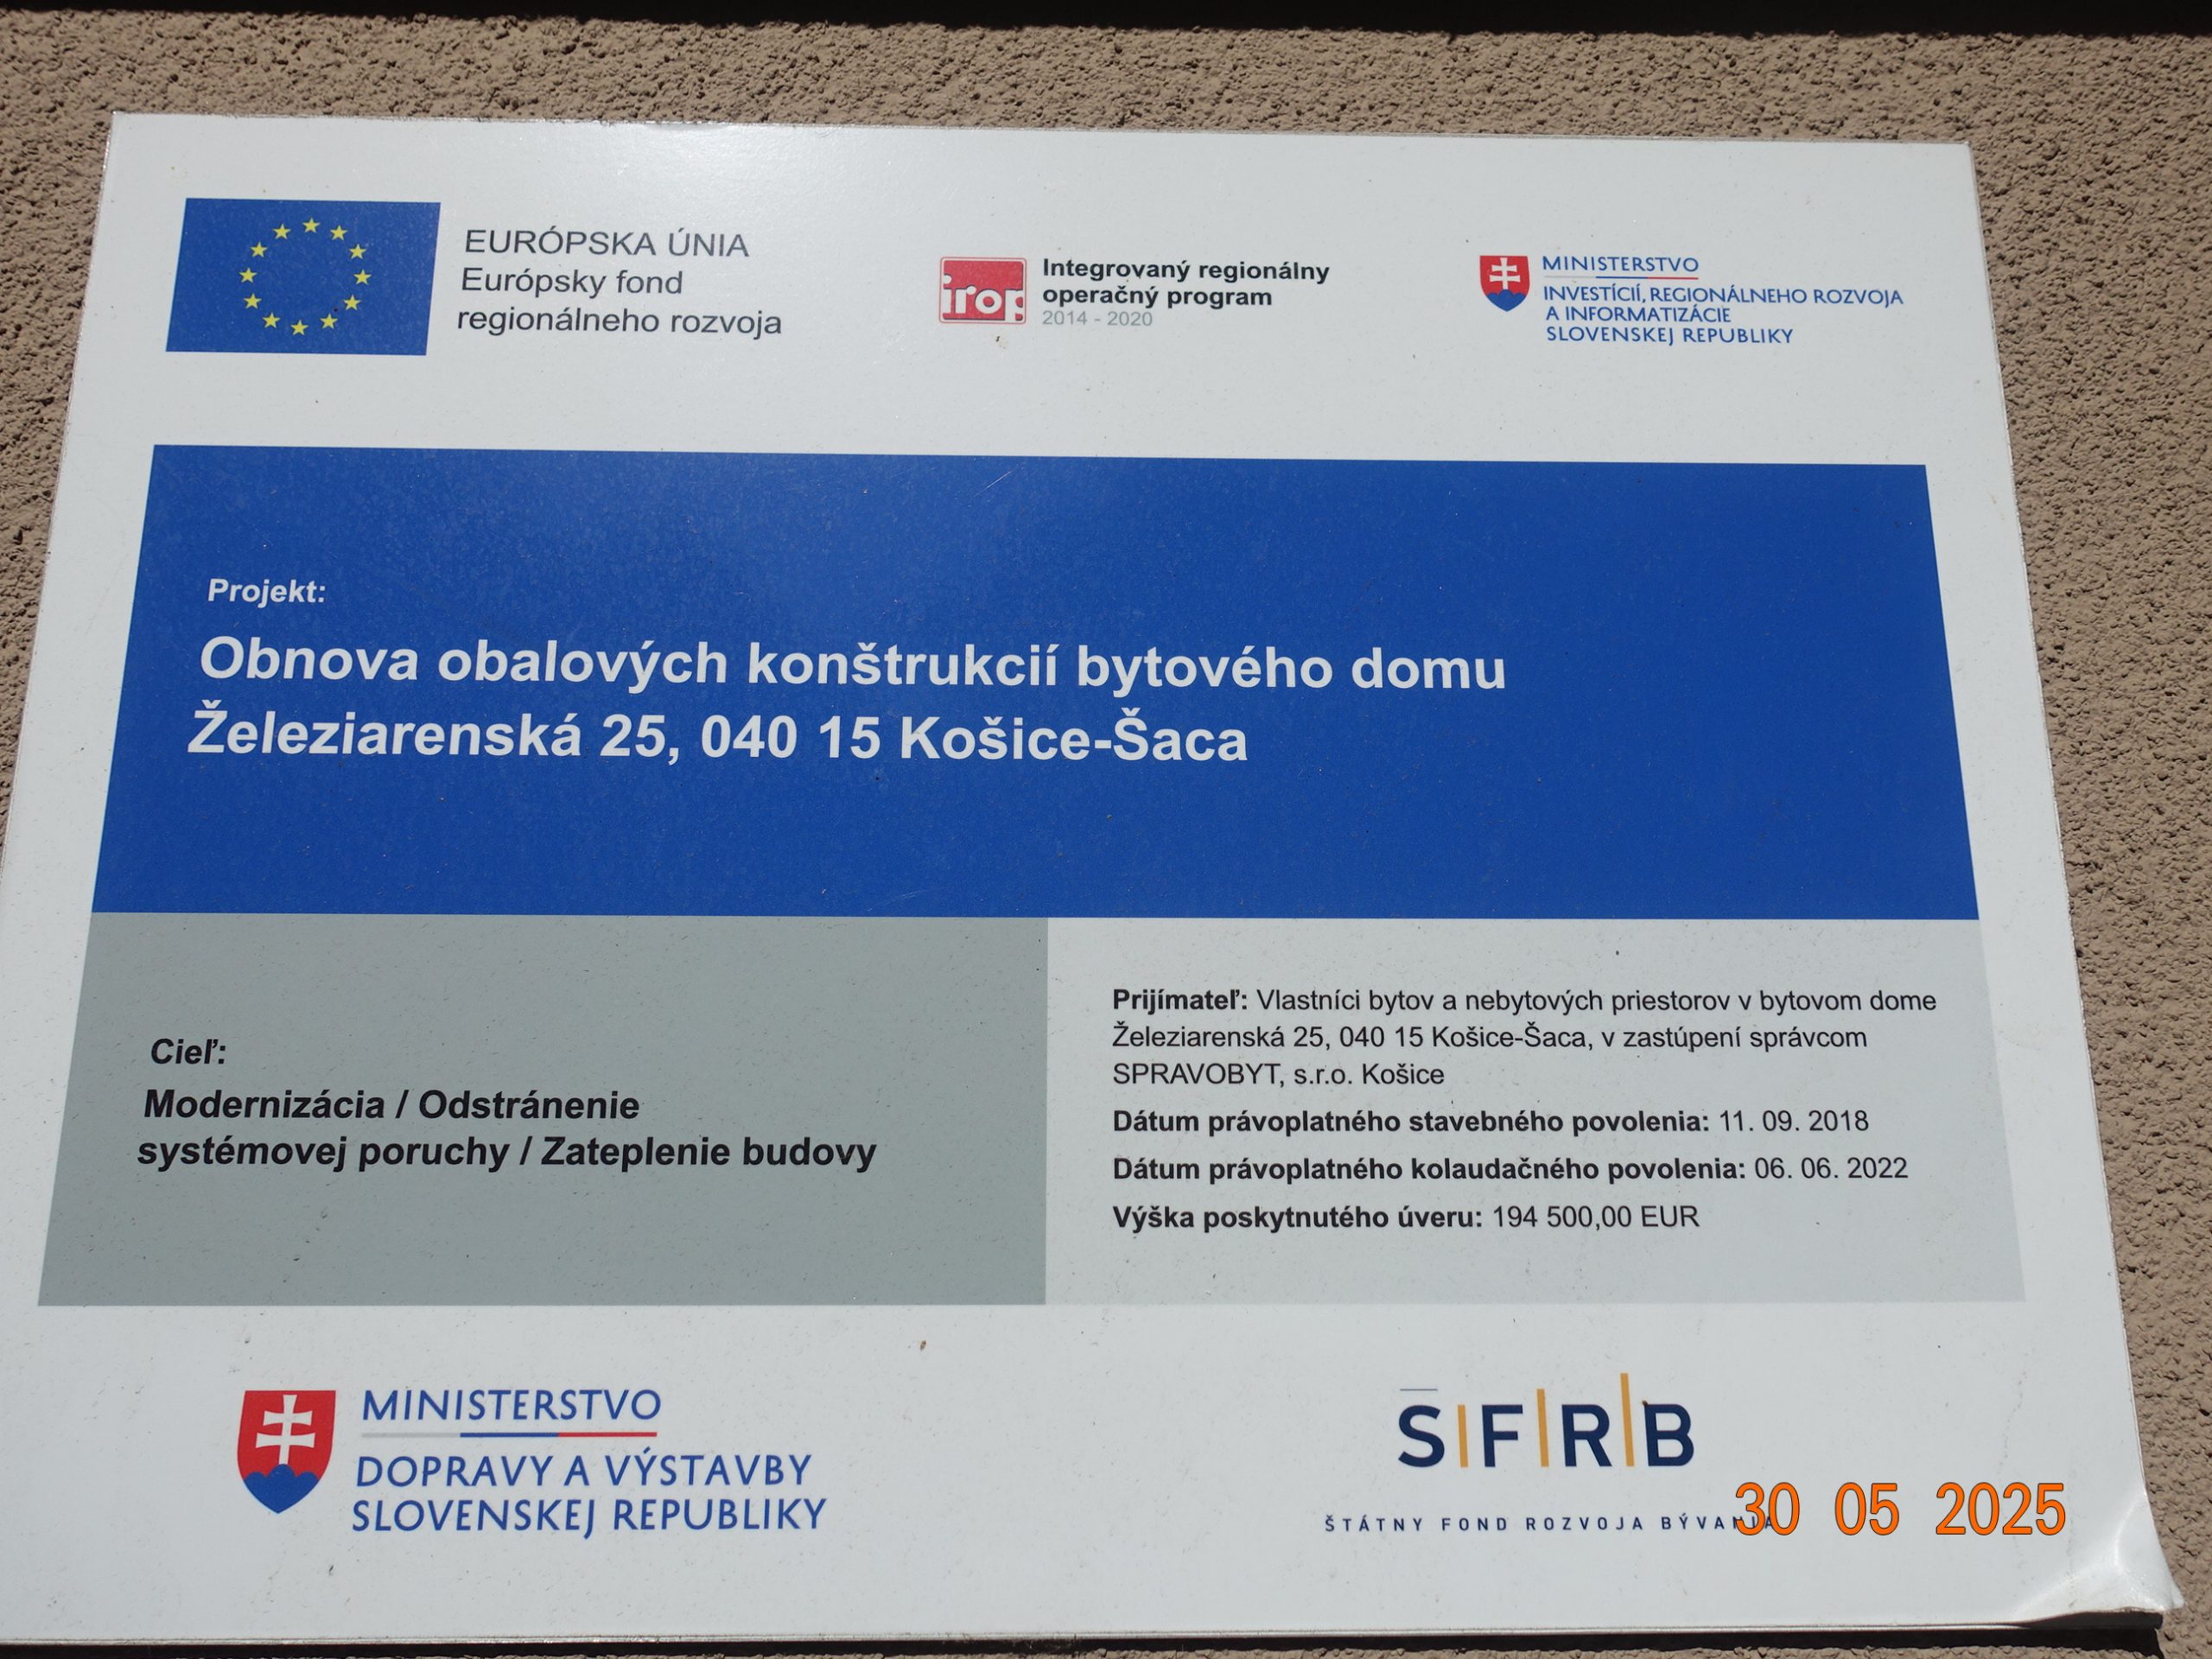 EURÓPSKA ÚNIA
Európsky fond
regionálneho rozvoja
irop
Integrovaný regionálny
operačný program
2014 - 2020
MINISTERSTVO
INVESTÍCIÍ, REGIONÁLNEHO ROZVOJA
A INFORMATIZÁCIE
SLOVENSKEJ REPUBLIKY
Projekt:
Obnova obalových konštrukcií bytového domu
Železiarenská 25, 040 15 Košice-Šaca
Cieľ:
Modernizácia / Odstránenie
systémovej poruchy / Zateplenie budovy
Prijímateľ: Vlastníci bytov a nebytových priestorov v bytovom dome
Železiarenská 25, 040 15 Košice-Šaca, v zastúpení správcom
SPRAVOBYT, s.r.o. Košice
Dátum právoplatného stavebného povolenia: 11. 09. 2018
Dátum právoplatného kolaudačného povolenia: 06. 06. 2022
Výška poskytnutého úveru: 194 500,00 EUR
MINISTERSTVO
DOPRAVY A VÝSTAVBY
SLOVENSKEJ REPUBLIKY
S|F|R|B
ŠTÁTNY FOND ROZVOJA BÝVANIA
30 05 2025